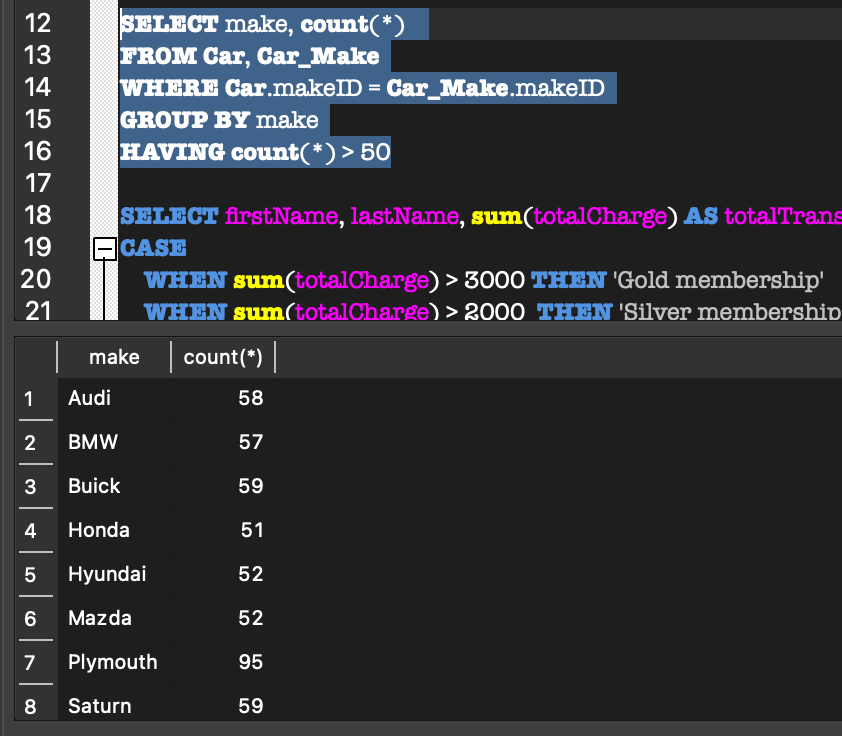 12 SELECT make, count(*)
13 FROM Car, Car_Make
14 WHERE Car.makeID = Car_Make.makeID
15 GROUP BY make
16 HAVING count(*) > 50
17
18 SELECT firstName, lastName, sum(totalCharge) AS totalTrans
19 CASE
20 WHEN sum(totalCharge) > 3000 THEN 'Gold membership'
21 WHEN sum(totalCharge) > 2000 THEN 'Silver membership
make count(*)
1 Audi 58
2 BMW 57
3 Buick 59
4 Honda 51
5 Hyundai 52
6 Mazda 52
7 Plymouth 95
8 Saturn 59